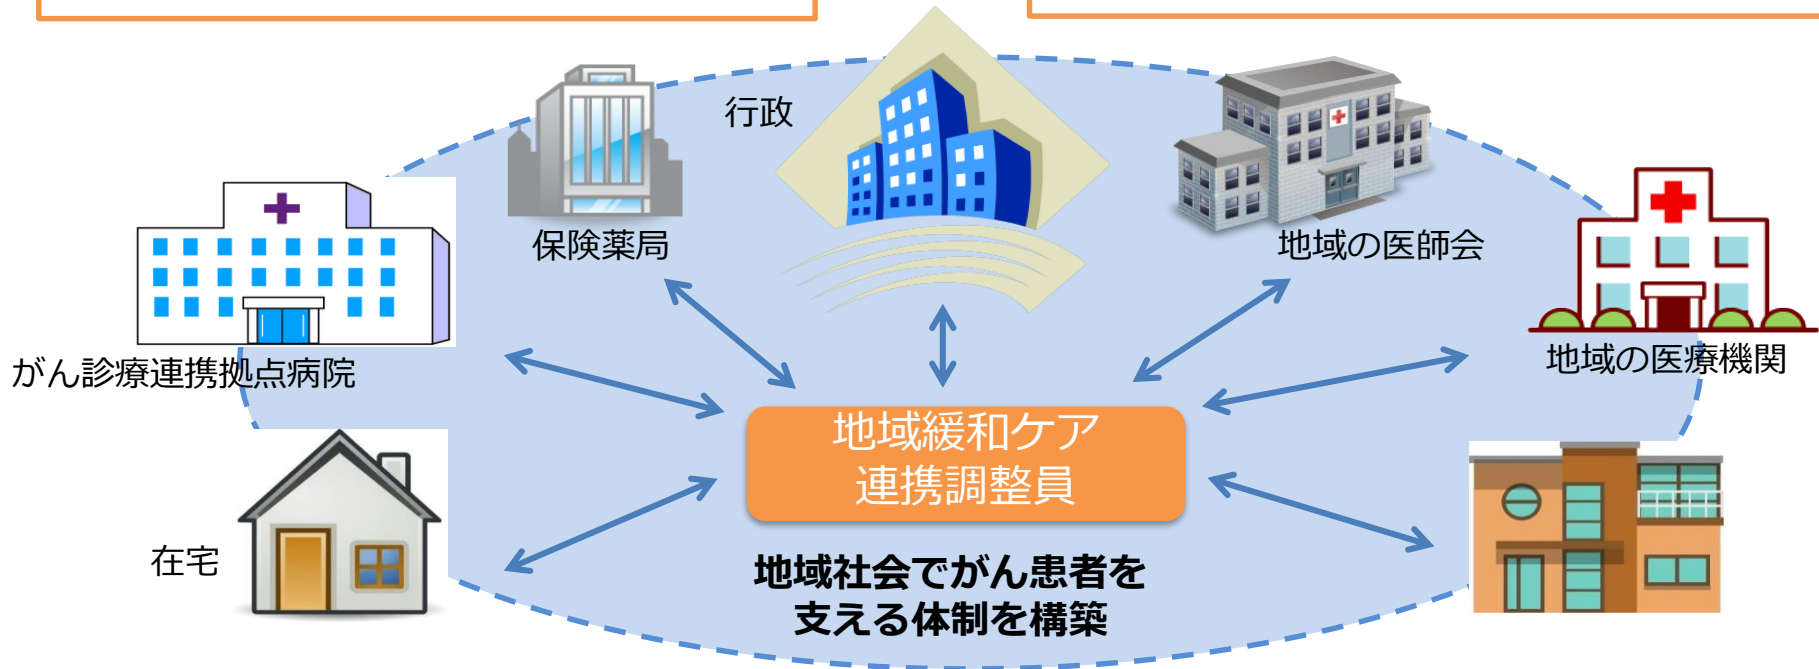 行政
保険薬局
地域の医師会
がん診療連携拠点病院
地域の医療機関
地域緩和ケア
連携調整員
在宅
地域社会でがん患者を
支える体制を構築